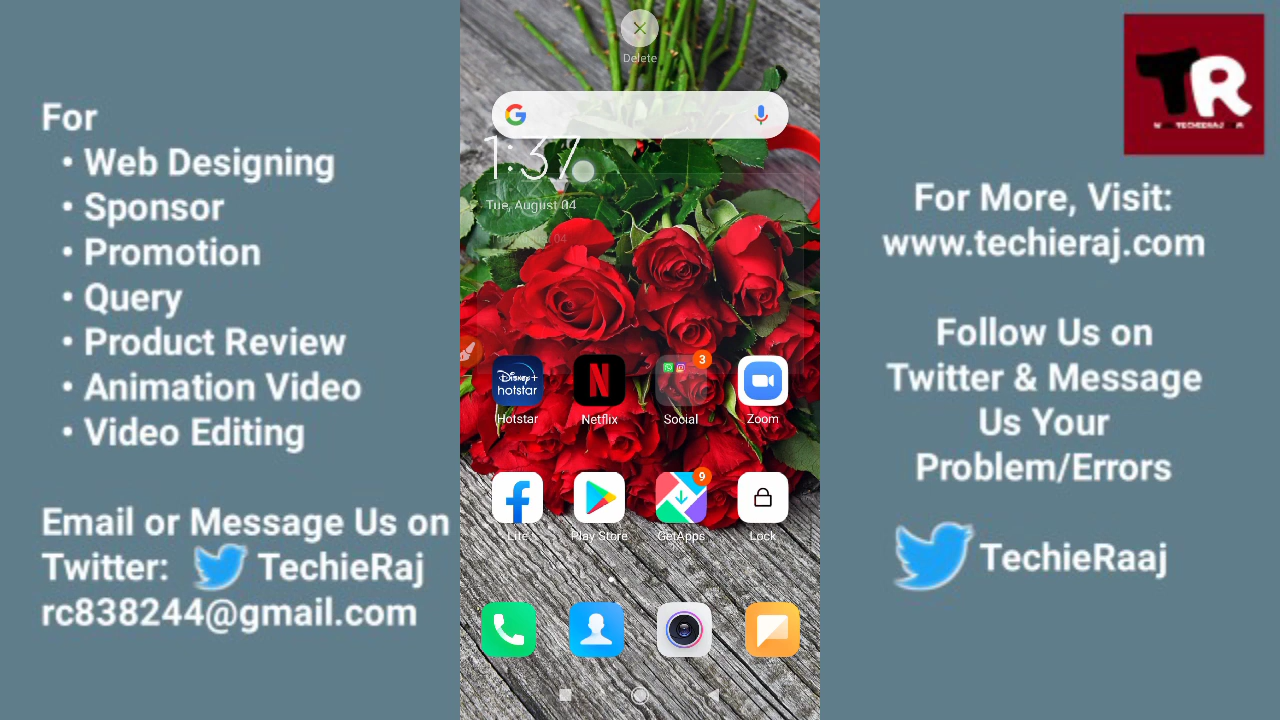 For
• Web Designing
• Sponsor
• Promotion
• Query
• Product Review
• Animation Video
• Video Editing
Email or Message Us on
Twitter: TechieRaj
rc838244@gmail.com
Delete
1:37
Tue, August 04
Disney+
hotstar
Hotstar
Netflix
3
Social
Zoom
Lite
Play Store
9
GetApps
Lock
TR
For More, Visit:
www.techieraj.com
Follow Us on
Twitter & Message
Us Your
Problem/Errors
TechieRaaj